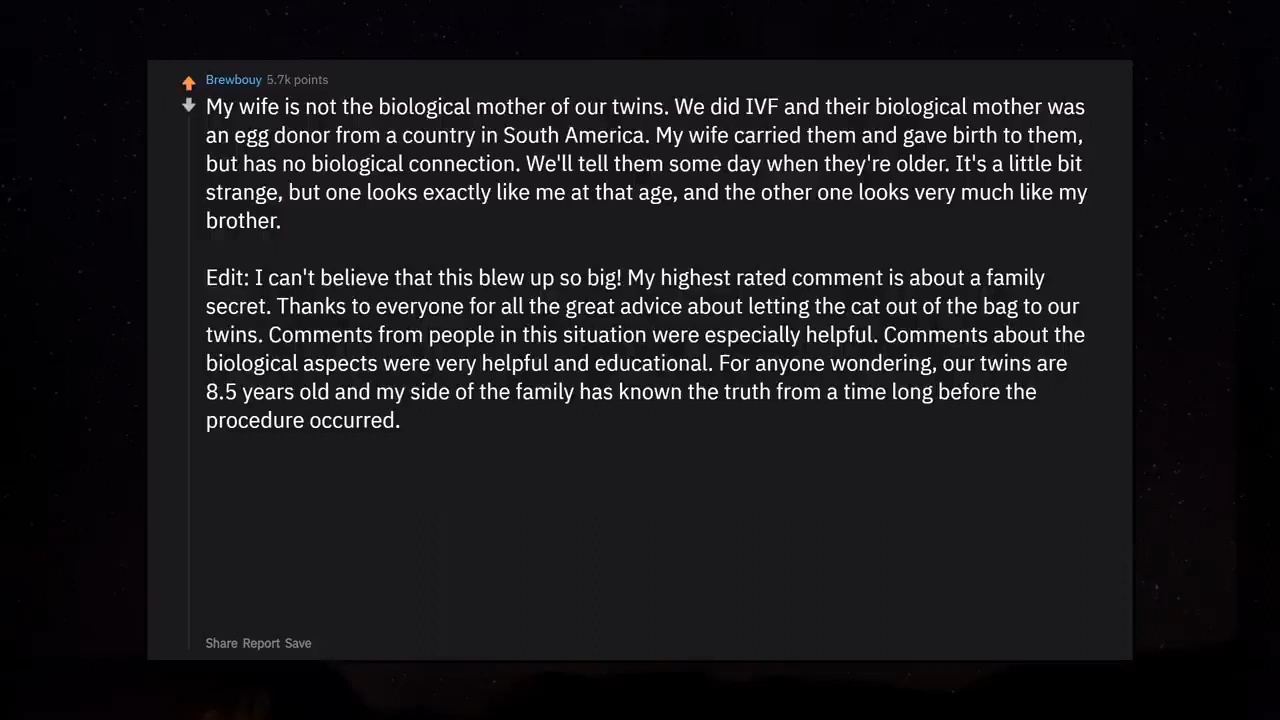 Brewbouy 5.7k points
My wife is not the biological mother of our twins. We did IVF and their biological mother was
an egg donor from a country in South America. My wife carried them and gave birth to them,
but has no biological connection. We'll tell them some day when they're older. It's a little bit
strange, but one looks exactly like me at that age, and the other one looks very much like my
brother.
Edit: I can't believe that this blew up so big! My highest rated comment is about a family
secret. Thanks to everyone for all the great advice about letting the cat out of the bag to our
twins. Comments from people in this situation were especially helpful. Comments about the
biological aspects were very helpful and educational. For anyone wondering, our twins are
8.5 years old and my side of the family has known the truth from a time long before the
procedure occurred.
Share Report Save